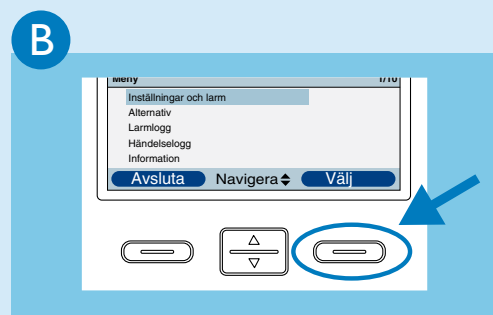 B
Meny 1/10
Inställningar och larm
Alternativ
Larmlogg
Händelselogg
Information
Avsluta Navigera Välj